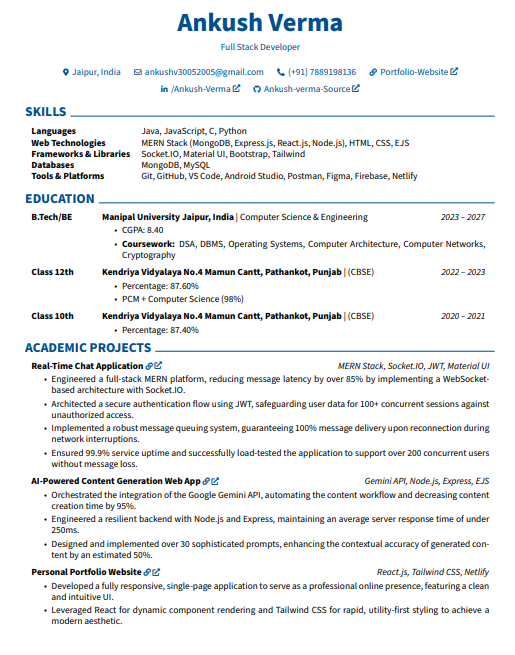 Ankush Verma
Full Stack Developer
Jaipur, India ankushv30052005@gmail.com (+91) 7889198136 Portfolio-Website
/Ankush-Verma Ankush-verma-Source
SKILLS
Languages Java, JavaScript, C, Python
Web Technologies MERN Stack (MongoDB, Express.js, React.js, Node.js), HTML, CSS, EJS
Frameworks & Libraries Socket.IO, Material UI, Bootstrap, Tailwind
Databases MongoDB, MySQL
Tools & Platforms Git, GitHub, VS Code, Android Studio, Postman, Figma, Firebase, Netlify
EDUCATION
B.Tech/BE Manipal University Jaipur, India | Computer Science & Engineering 2023 – 2027
• CGPA: 8.40
• Coursework: DSA, DBMS, Operating Systems, Computer Architecture, Computer Networks,
Cryptography
Class 12th Kendriya Vidyalaya No.4 Mamun Cantt, Pathankot, Punjab | (CBSE) 2022 – 2023
• Percentage: 87.60%
• PCM + Computer Science (98%)
Class 10th Kendriya Vidyalaya No.4 Mamun Cantt, Pathankot, Punjab | (CBSE) 2020 – 2021
• Percentage: 87.40%
ACADEMIC PROJECTS
Real-Time Chat Application MERN Stack, Socket.IO, JWT, Material UI
• Engineered a full-stack MERN platform, reducing message latency by over 85% by implementing a WebSocket-
based architecture with Socket.IO.
• Architected a secure authentication flow using JWT, safeguarding user data for 100+ concurrent sessions against
unauthorized access.
• Implemented a robust message queuing system, guaranteeing 100% message delivery upon reconnection during
network interruptions.
• Ensured 99.9% service uptime and successfully load-tested the application to support over 200 concurrent users
without message loss.
AI-Powered Content Generation Web App Gemini API, Node.js, Express, EJS
• Orchestrated the integration of the Google Gemini API, automating the content workflow and decreasing content
creation time by 95%.
• Engineered a resilient backend with Node.js and Express, maintaining an average server response time of under
250ms.
• Designed and implemented over 30 sophisticated prompts, enhancing the contextual accuracy of generated con-
tent by an estimated 50%.
Personal Portfolio Website React.js, Tailwind CSS, Netlify
• Developed a fully responsive, single-page application to serve as a professional online presence, featuring a clean
and intuitive UI.
• Leveraged React for dynamic component rendering and Tailwind CSS for rapid, utility-first styling to achieve a
modern aesthetic.